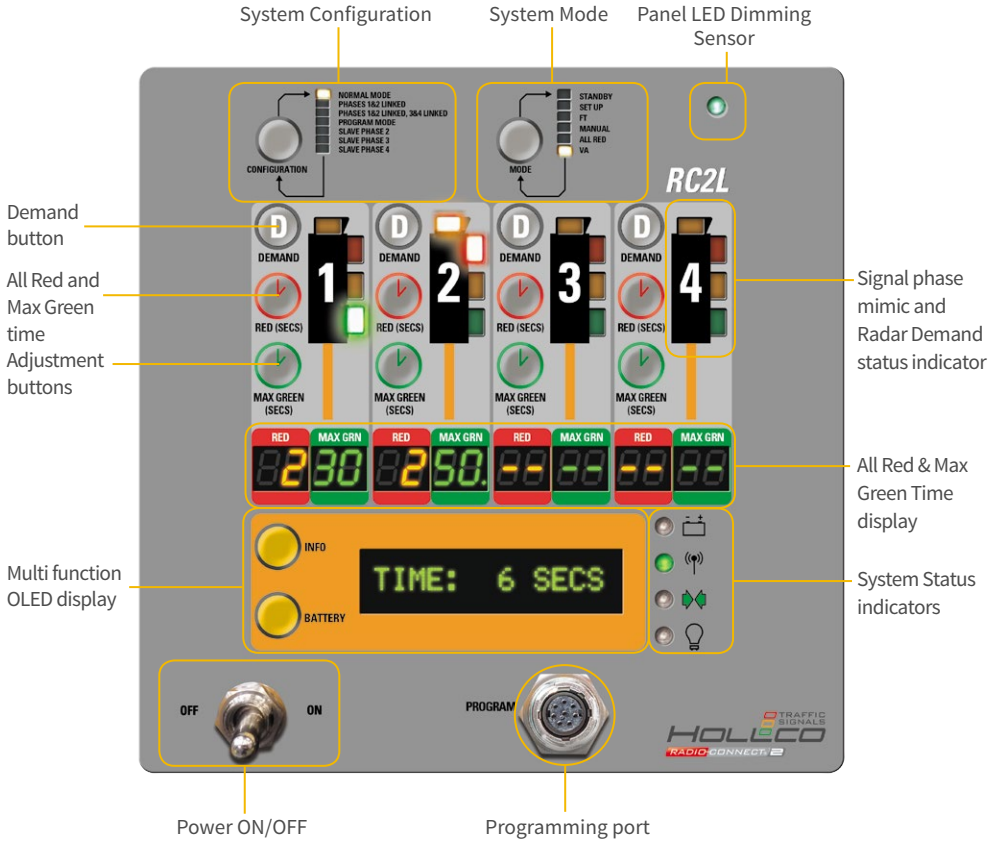 System Configuration
System Mode
Panel LED Dimming
Sensor
NORMAL MODE
PHASES 1&2 LINKED
PHASES 1&2 LINKED, 3&4 LINKED
PROGRAM MODE
SLAVE PHASE 2
SLAVE PHASE 3
SLAVE PHASE 4
CONFIGURATION
STANDBY
SET UP
FT
MANUAL
ALL RED
VA
MODE
RC2L
Demand
button
All Red and
Max Green
time
Adjustment
buttons
D
DEMAND
RED (SECS)
MAX GREEN
(SECS)
1
D
DEMAND
RED (SECS)
MAX GREEN
(SECS)
2
D
DEMAND
RED (SECS)
MAX GREEN
(SECS)
3
D
DEMAND
RED (SECS)
MAX GREEN
(SECS)
4
Signal phase
mimic and
Radar Demand
status indicator
RED MAX GRN RED MAX GRN RED MAX GRN RED MAX GRN
2 30 2 50. -- -- -- --
All Red & Max
Green Time
display
Multi function
OLED display
INFO
BATTERY
TIME: 6 SECS
System Status
indicators
OFF
ON
PROGRAM
TRAFFIC
SIGNALS
HOLLCO
RADIO-CONNECT 2
Power ON/OFF
Programming port